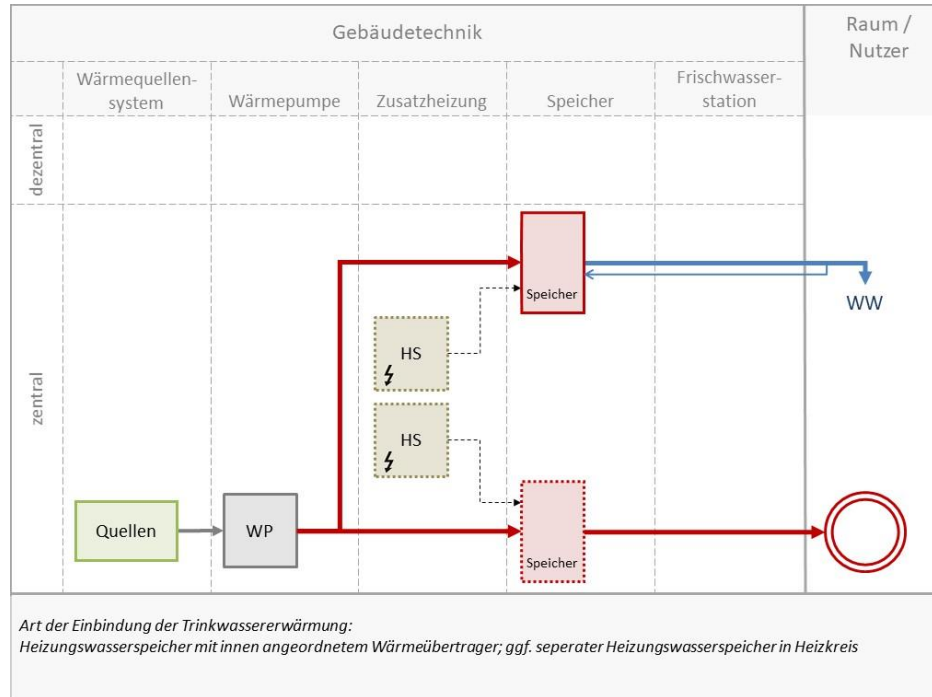 Gebäudetechnik
Raum /
Nutzer
Wärmequellen-
system
Wärmepumpe
Zusatzheizung
Speicher
Frischwasser-
station
dezentral
zentral
Speicher
WW
HS
HS
Quellen
WP
Speicher
Art der Einbindung der Trinkwassererwärmung:
Heizungswasserspeicher mit innen angeordnetem Wärmeübertrager; ggf. seperater Heizungswasserspeicher in Heizkreis